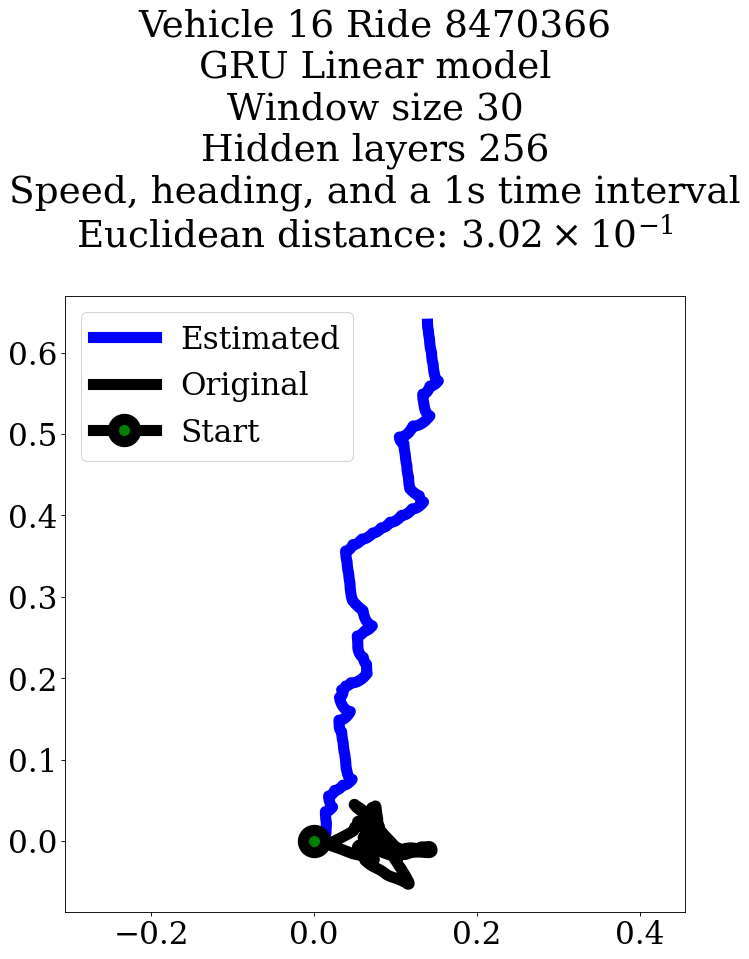 Vehicle 16 Ride 8470366
GRU Linear model
Window size 30
Hidden layers 256
Speed, heading, and a 1s time interval
Euclidean distance: 3.02 × 10⁻¹
Estimated
Original
Start
0.6
0.5
0.4
0.3
0.2
0.1
0.0
−0.2 0.0 0.2 0.4